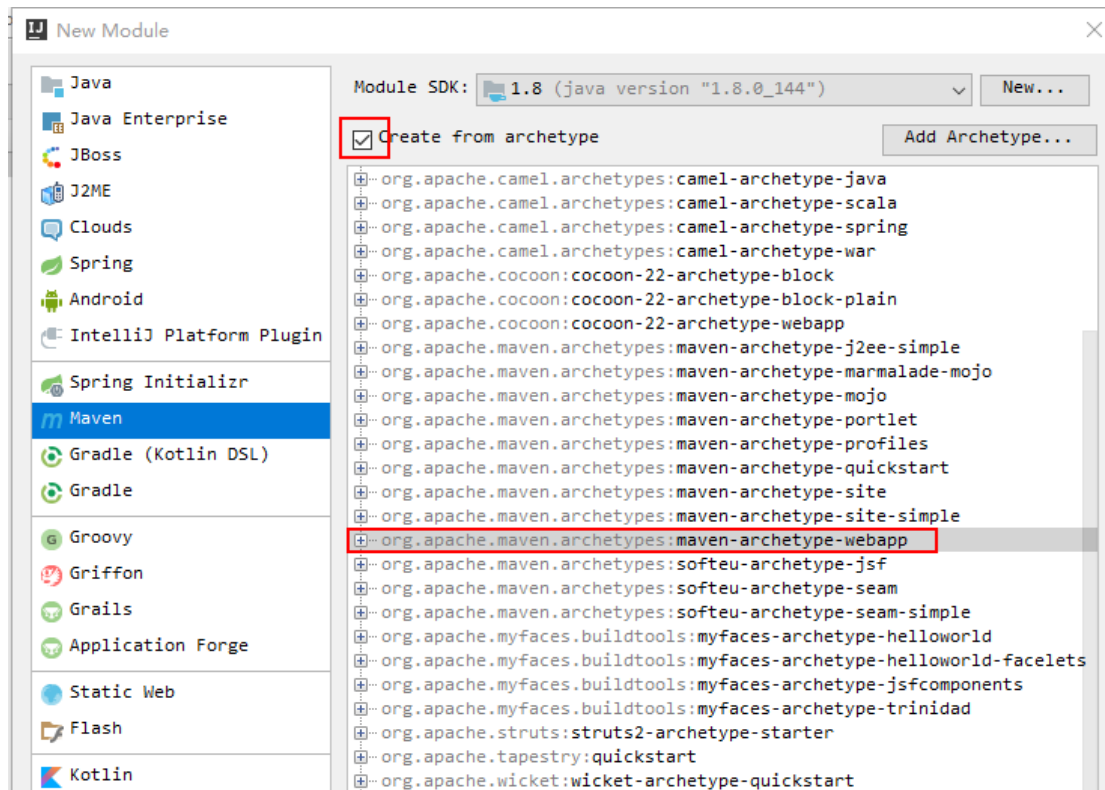 New Module
Java
Java Enterprise
JBoss
J2ME
Clouds
Spring
Android
IntelliJ Platform Plugin
Spring Initializr
Maven
Gradle (Kotlin DSL)
Gradle
Groovy
Griffon
Grails
Application Forge
Static Web
Flash
Kotlin
Module SDK: 1.8 (java version "1.8.0_144") New...
Create from archetype Add Archetype...
org.apache.camel.archetypes:camel-archetype-java
org.apache.camel.archetypes:camel-archetype-scala
org.apache.camel.archetypes:camel-archetype-spring
org.apache.camel.archetypes:camel-archetype-war
org.apache.cocoon:cocoon-22-archetype-block
org.apache.cocoon:cocoon-22-archetype-block-plain
org.apache.cocoon:cocoon-22-archetype-webapp
org.apache.maven.archetypes:maven-archetype-j2ee-simple
org.apache.maven.archetypes:maven-archetype-marmalade-mojo
org.apache.maven.archetypes:maven-archetype-mojo
org.apache.maven.archetypes:maven-archetype-portlet
org.apache.maven.archetypes:maven-archetype-profiles
org.apache.maven.archetypes:maven-archetype-quickstart
org.apache.maven.archetypes:maven-archetype-site
org.apache.maven.archetypes:maven-archetype-site-simple
org.apache.maven.archetypes:maven-archetype-webapp
org.apache.maven.archetypes:softeu-archetype-jsf
org.apache.maven.archetypes:softeu-archetype-seam
org.apache.maven.archetypes:softeu-archetype-seam-simple
org.apache.myfaces.buildtools:myfaces-archetype-helloworld
org.apache.myfaces.buildtools:myfaces-archetype-helloworld-facelets
org.apache.myfaces.buildtools:myfaces-archetype-jsfcomponents
org.apache.myfaces.buildtools:myfaces-archetype-trinidad
org.apache.struts:struts2-archetype-starter
org.apache.tapestry:quickstart
org.apache.wicket:wicket-archetype-quickstart